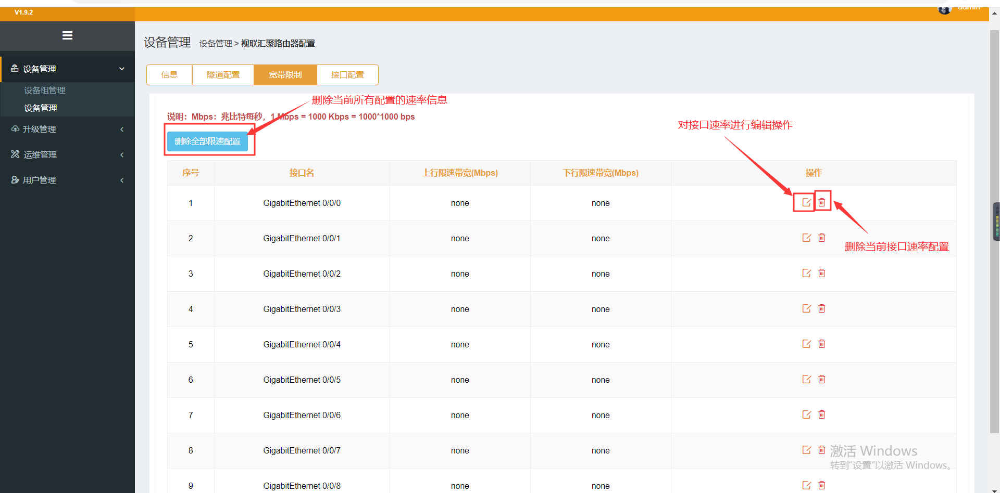 V1.9.2
admin
设备管理 设备管理 > 视联汇聚路由器配置
设备管理
设备组管理
设备管理
升级管理
运维管理
用户管理
信息 隧道配置 宽带限制 接口配置
删除当前所有配置的速率信息
说明：Mbps：兆比特每秒，1 Mbps = 1000 Kbps = 1000*1000 bps
对接口速率进行编辑操作
删除全部限速配置
序号 接口名 上行限速带宽(Mbps) 下行限速带宽(Mbps) 操作
1 GigabitEthernet 0/0/0 none none
2 GigabitEthernet 0/0/1 none none
删除当前接口速率配置
3 GigabitEthernet 0/0/2 none none
4 GigabitEthernet 0/0/3 none none
5 GigabitEthernet 0/0/4 none none
6 GigabitEthernet 0/0/5 none none
7 GigabitEthernet 0/0/6 none none
8 GigabitEthernet 0/0/7 none none
激活 Windows
转到“设置”以激活 Windows。
9 GigabitEthernet 0/0/8 none none